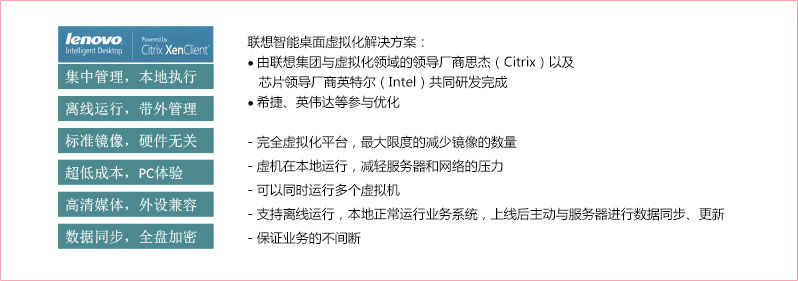 lenovo
Intelligent Desktop
Powered by
Citrix XenClient
集中管理，本地执行
离线运行，带外管理
标准镜像，硬件无关
超低成本，PC体验
高清媒体，外设兼容
数据同步，全盘加密
联想智能桌面虚拟化解决方案：
● 由联想集团与虚拟化领域的领导厂商思杰（Citrix）以及
芯片领导厂商英特尔（Intel）共同研发完成
● 希捷、英伟达等参与优化
- 完全虚拟化平台，最大限度的减少镜像的数量
- 虚机在本地运行，减轻服务器和网络的压力
- 可以同时运行多个虚拟机
- 支持离线运行，本地正常运行业务系统，上线后主动与服务器进行数据同步、更新
- 保证业务的不间断